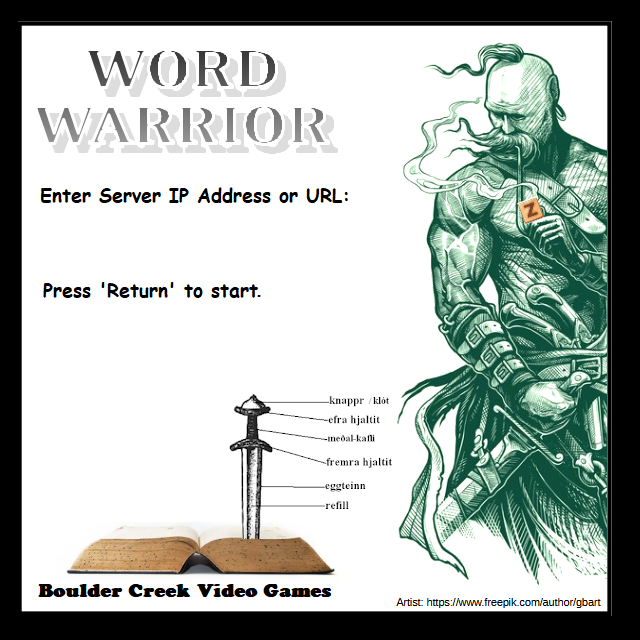 WORD
WARRIOR
Enter Server IP Address or URL:
Z
Press 'Return' to start.
knappr / klót
efra hjaltit
meðal-kafli
fremra hjaltit
eggteinn
refill
Boulder Creek Video Games
Artist: https://www.freepik.com/author/gbart